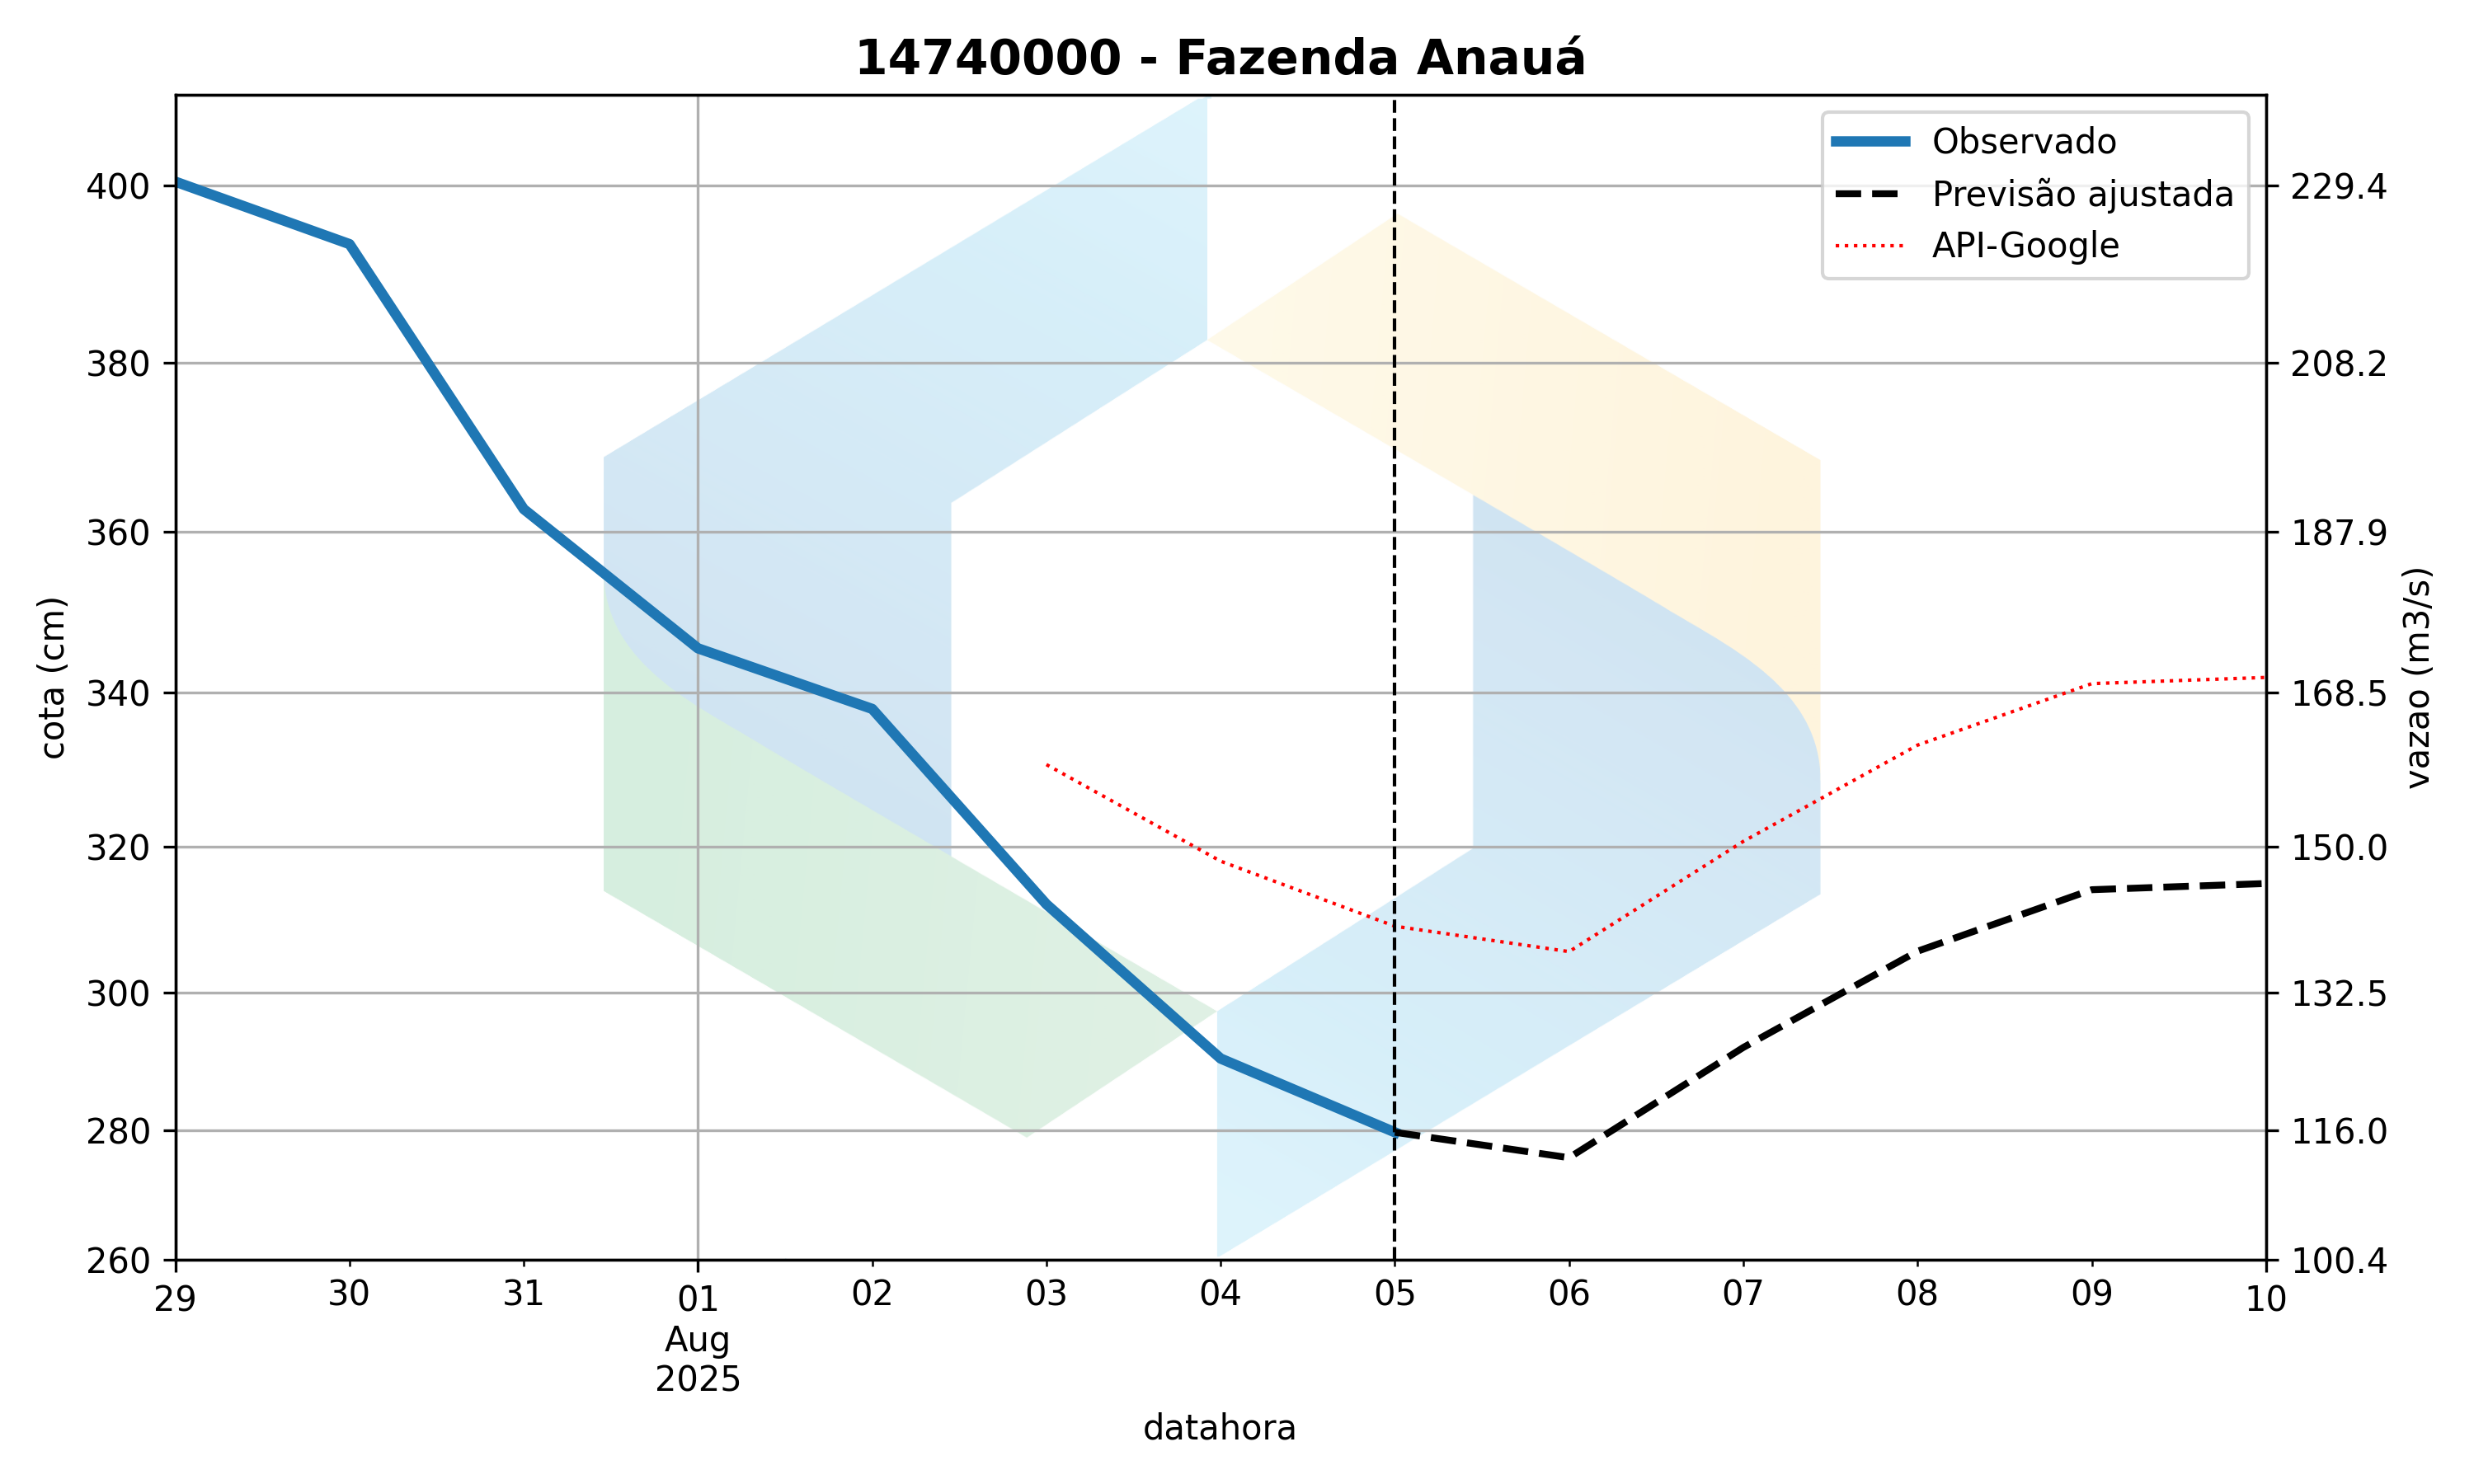 14740000 - Fazenda Anauá
Observado
Previsão ajustada
API-Google
cota (cm)
400
380
360
340
320
300
280
260
229.4
208.2
187.9
168.5
150.0
132.5
116.0
100.4
vazao (m3/s)
29 30 31 01 02 03 04 05 06 07 08 09 10
Aug
2025
datahora